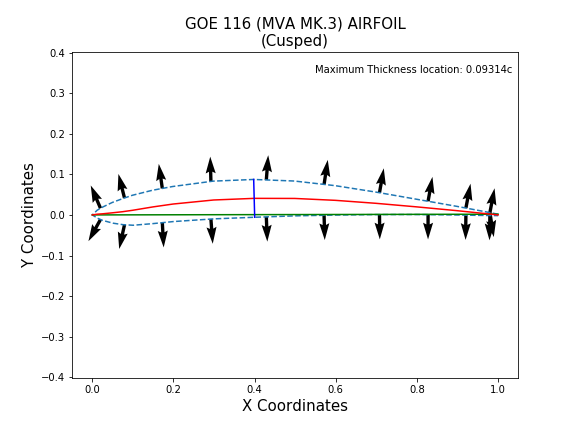 GOE 116 (MVA MK.3) AIRFOIL
(Cusped)
Maximum Thickness location: 0.09314c
0.4
0.3
0.2
0.1
0.0
−0.1
−0.2
−0.3
−0.4
Y Coordinates
0.0 0.2 0.4 0.6 0.8 1.0
X Coordinates